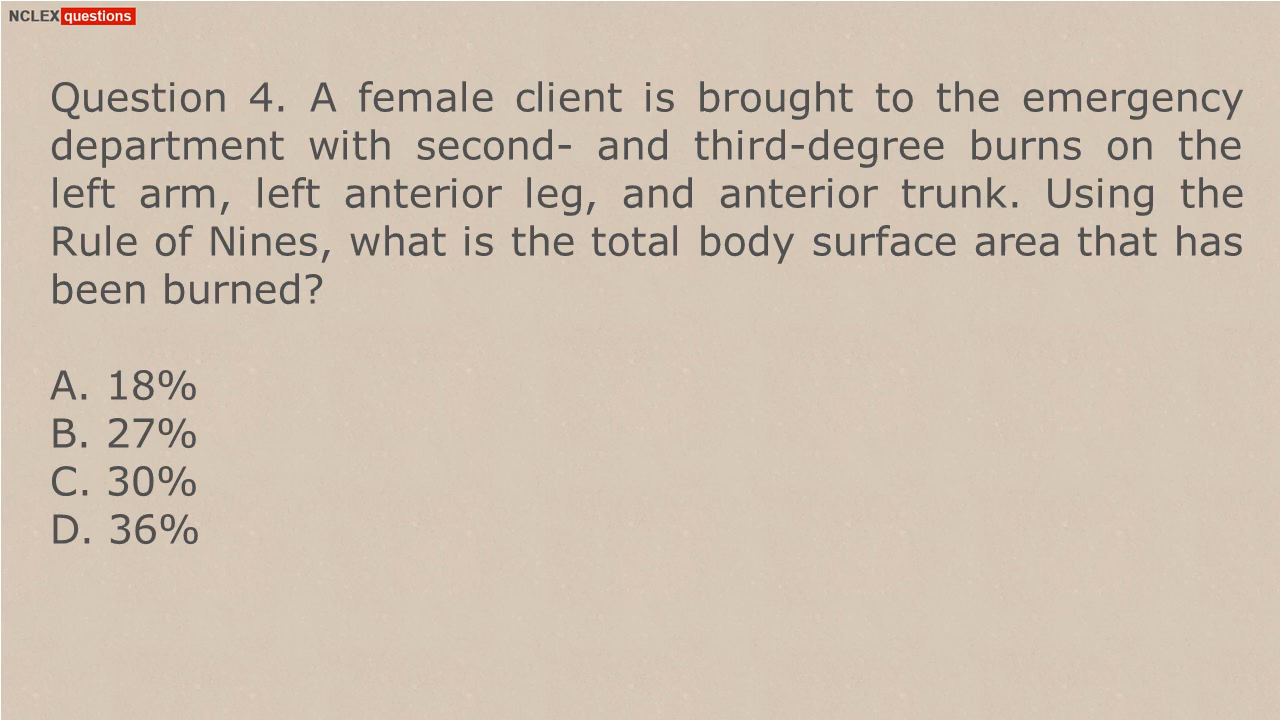 NCLEX questions
Question 4. A female client is brought to the emergency
department with second- and third-degree burns on the
left arm, left anterior leg, and anterior trunk. Using the
Rule of Nines, what is the total body surface area that has
been burned?
A. 18%
B. 27%
C. 30%
D. 36%